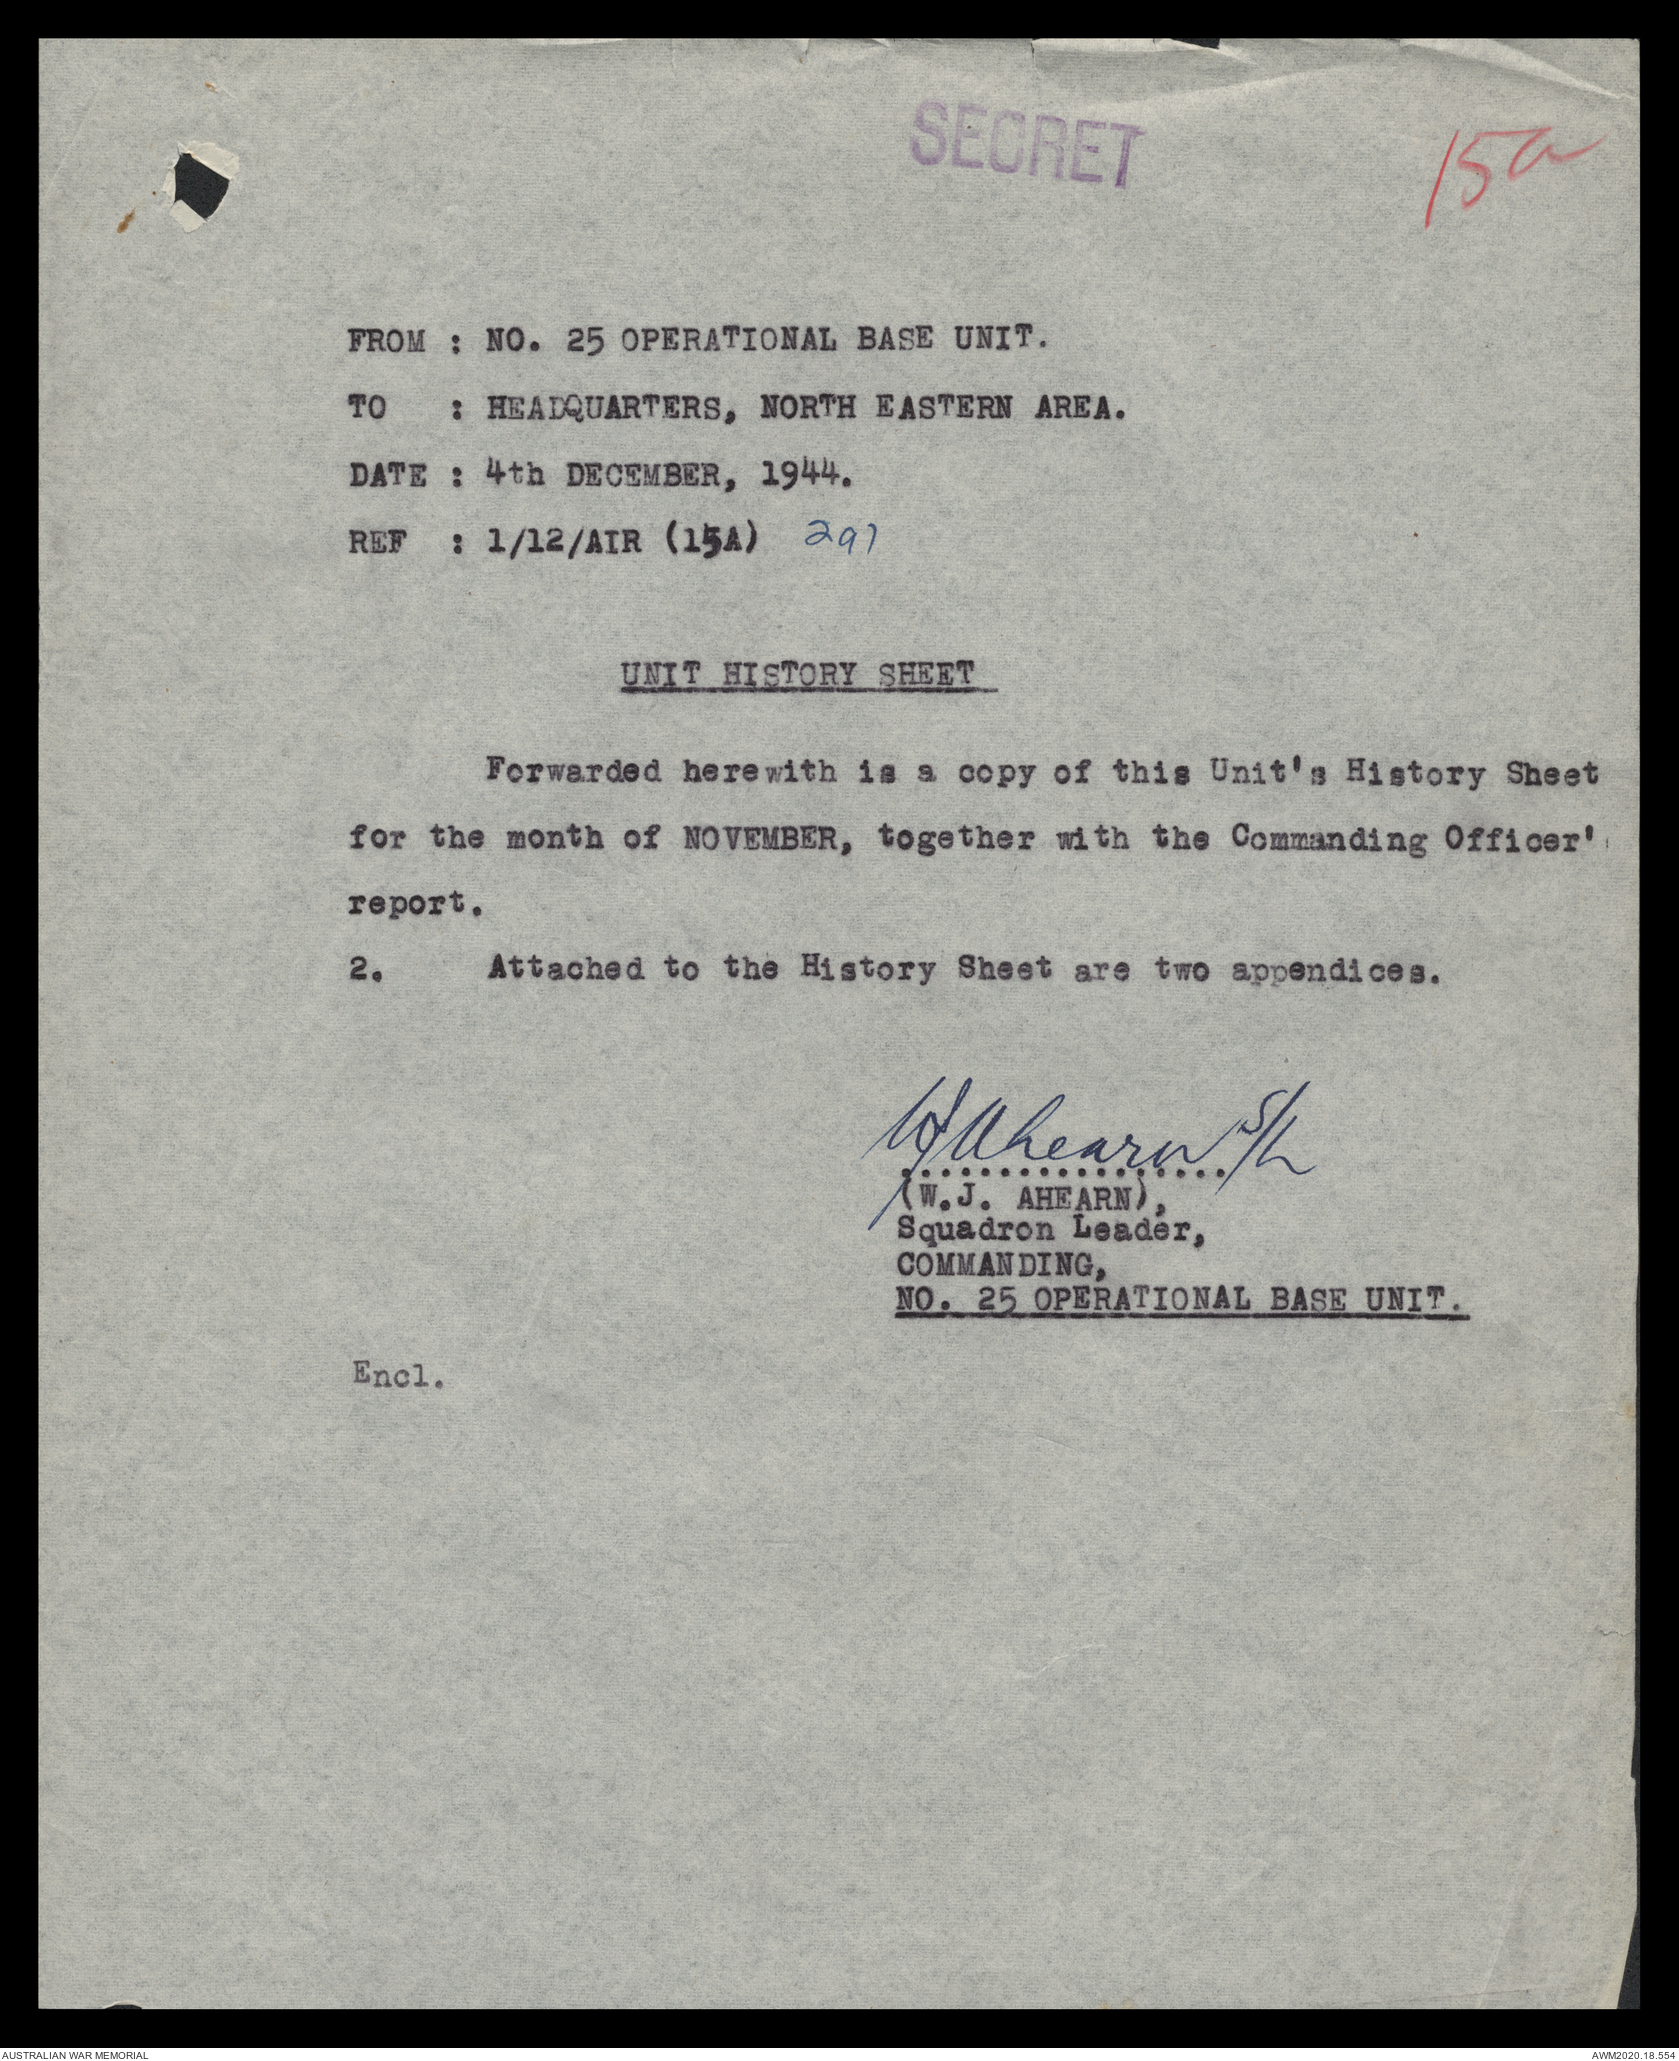 SECRET
15a
FROM : NO. 25 OPERATIONAL BASE UNIT.
TO : HEADQUARTERS, NORTH EASTERN AREA.
DATE : 4th DECEMBER, 1944.
REF : 1/12/AIR (15A) 291
UNIT HISTORY SHEET
Forwarded herewith is a copy of this Unit's History Sheet
for the month of NOVEMBER, together with the Commanding Officer'
report.
2. Attached to the History Sheet are two appendices.
WJAhearn S/L
..................
(W.J. AHEARN),
Squadron Leader,
COMMANDING,
NO. 25 OPERATIONAL BASE UNIT.
Encl.
AUSTRALIAN WAR MEMORIAL
AWM2020.18.554